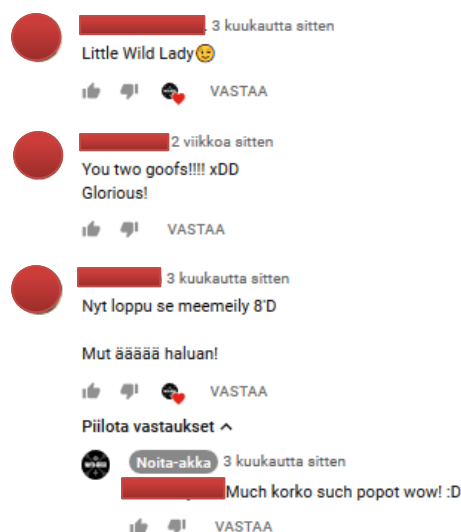 3 kuukautta sitten
Little Wild Lady😉
VASTAA
2 viikkoa sitten
You two goofs!!!! xDD
Glorious!
VASTAA
3 kuukautta sitten
Nyt loppu se meemeily 8'D
Mut äääää haluan!
VASTAA
Piilota vastaukset
Noita-akka 3 kuukautta sitten
Much korko such popot wow! :D
VASTAA